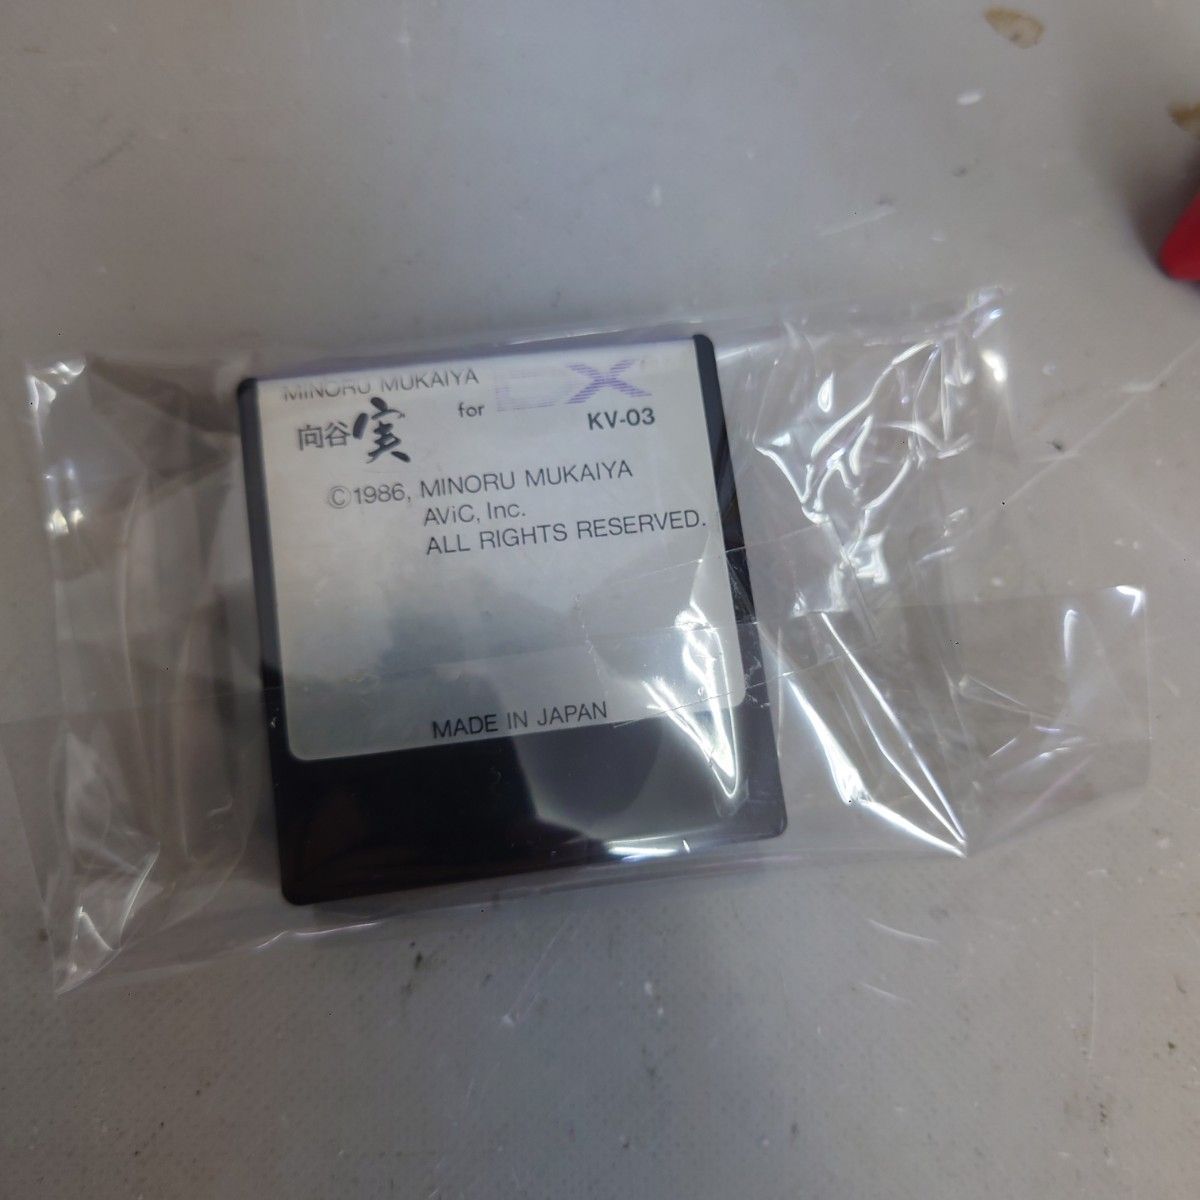 MINORU MUKAIYA
向谷実 for DX
KV-03
©1986, MINORU MUKAIYA
AViC, Inc.
ALL RIGHTS RESERVED.
MADE IN JAPAN